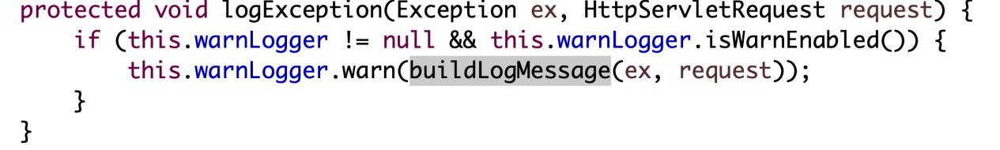 protected void logException(Exception ex, HttpServletRequest request) {
    if (this.warnLogger != null && this.warnLogger.isWarnEnabled()) {
        this.warnLogger.warn(buildLogMessage(ex, request));
    }
}